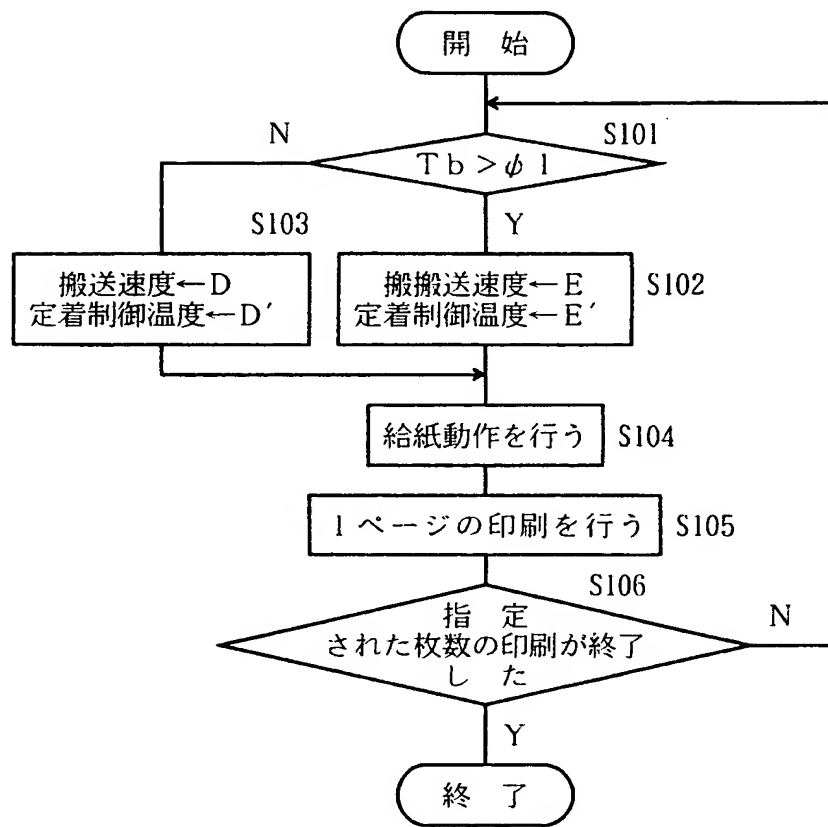 開 始
N
S101
Tb>φ1
S103
Y
搬送速度←D
定着制御温度←D′
搬搬送速度←E
定着制御温度←E′
S102
給紙動作を行う
S104
1ページの印刷を行う
S105
S106
指 定
された枚数の印刷が終了
し た
N
Y
終 了